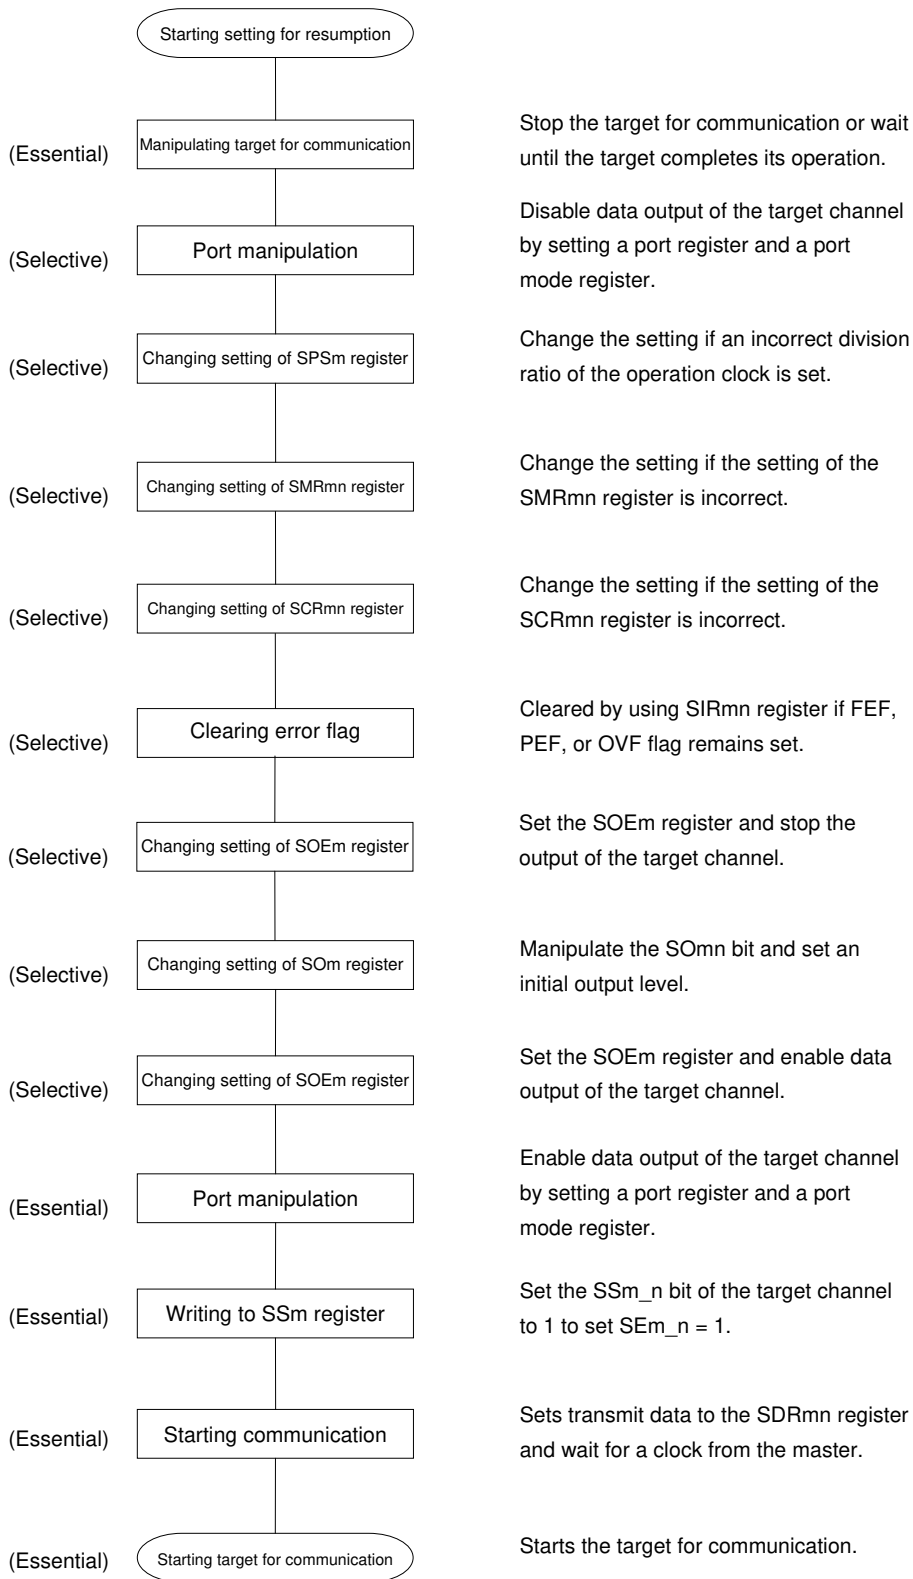 Starting setting for resumption
(Essential)
Manipulating target for communication
Stop the target for communication or wait
until the target completes its operation.
(Selective)
Port manipulation
Disable data output of the target channel
by setting a port register and a port
mode register.
(Selective)
Changing setting of SPSm register
Change the setting if an incorrect division
ratio of the operation clock is set.
(Selective)
Changing setting of SMRmn register
Change the setting if the setting of the
SMRmn register is incorrect.
(Selective)
Changing setting of SCRmn register
Change the setting if the setting of the
SCRmn register is incorrect.
(Selective)
Clearing error flag
Cleared by using SIRmn register if FEF,
PEF, or OVF flag remains set.
(Selective)
Changing setting of SOEm register
Set the SOEm register and stop the
output of the target channel.
(Selective)
Changing setting of SOm register
Manipulate the SOmn bit and set an
initial output level.
(Selective)
Changing setting of SOEm register
Set the SOEm register and enable data
output of the target channel.
(Essential)
Port manipulation
Enable data output of the target channel
by setting a port register and a port
mode register.
(Essential)
Writing to SSm register
Set the SSm_n bit of the target channel
to 1 to set SEm_n = 1.
(Essential)
Starting communication
Sets transmit data to the SDRmn register
and wait for a clock from the master.
(Essential)
Starting target for communication
Starts the target for communication.